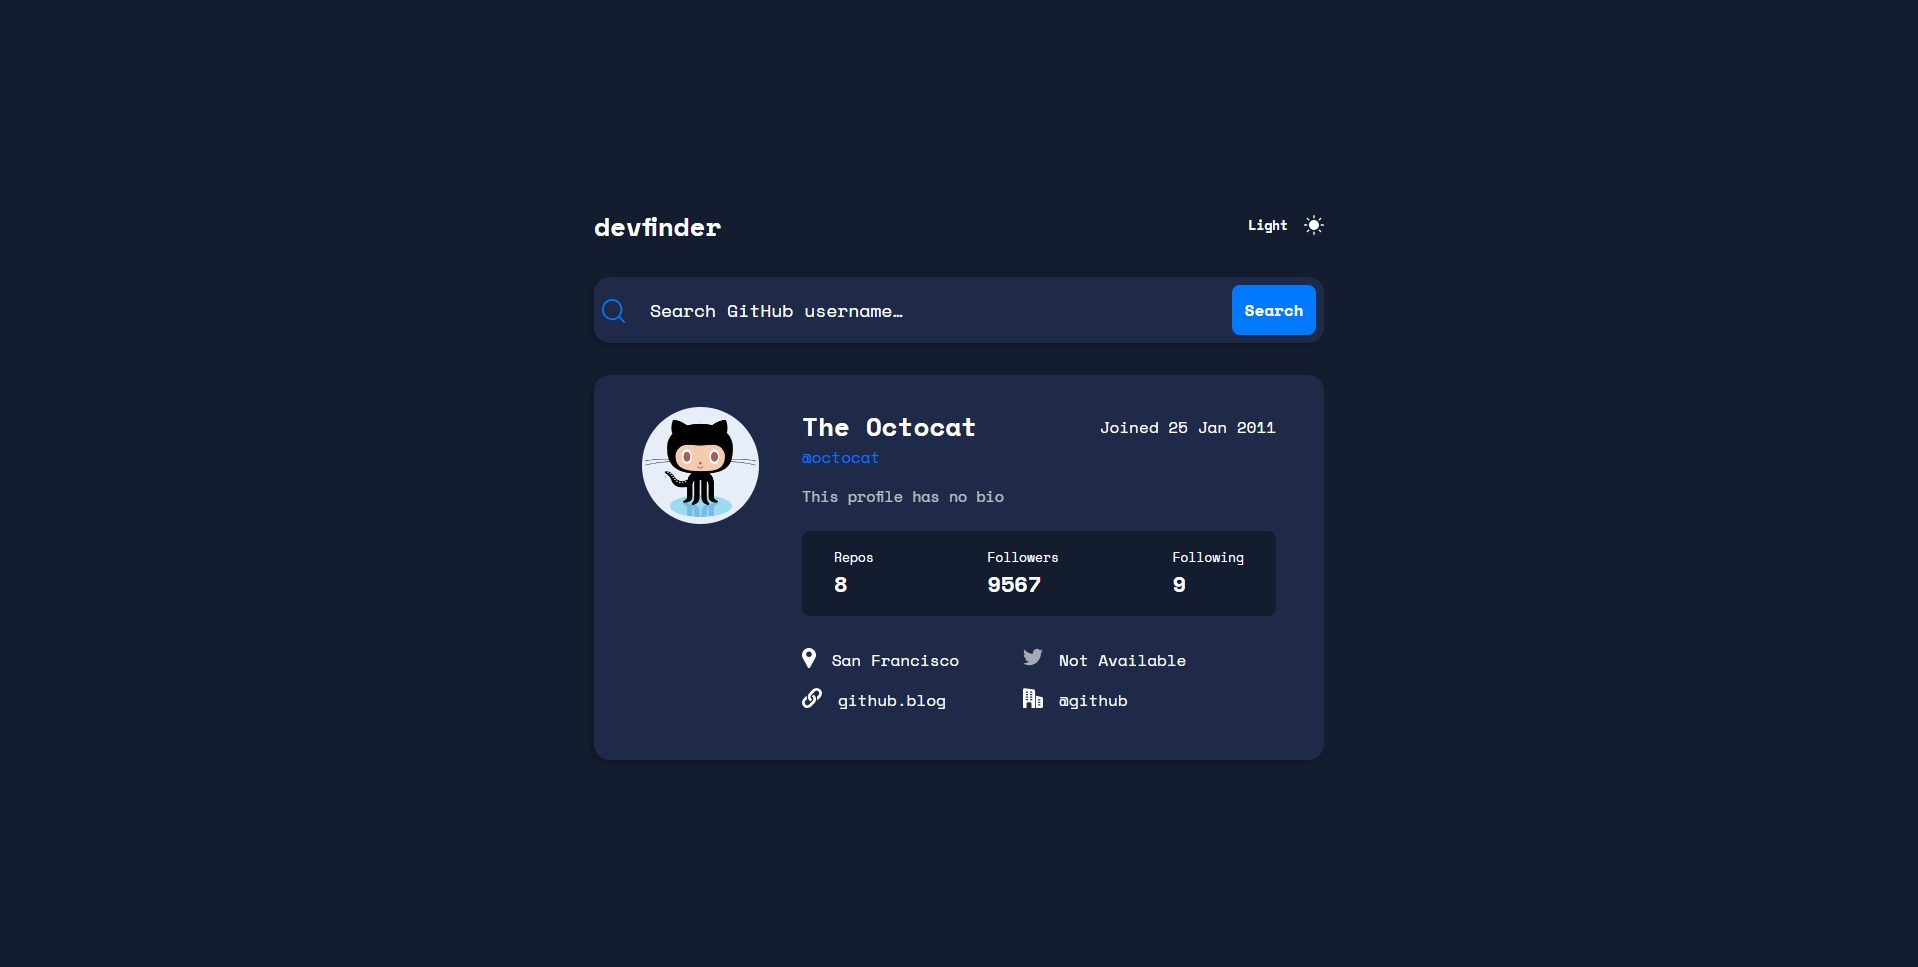 devfinder
Light
Search GitHub username…
Search
The Octocat
Joined 25 Jan 2011
@octocat
This profile has no bio
Repos Followers Following
8 9567 9
San Francisco Not Available
github.blog @github